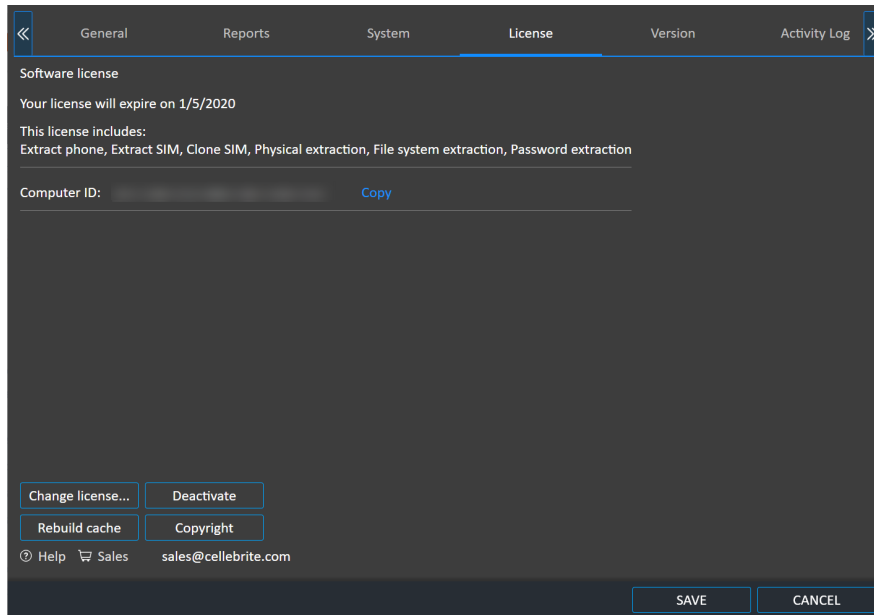 General Reports System License Version Activity Log
Software license
Your license will expire on 1/5/2020
This license includes:
Extract phone, Extract SIM, Clone SIM, Physical extraction, File system extraction, Password extraction
Computer ID: Copy
Change license... Deactivate
Rebuild cache Copyright
Help Sales sales@cellebrite.com
SAVE CANCEL